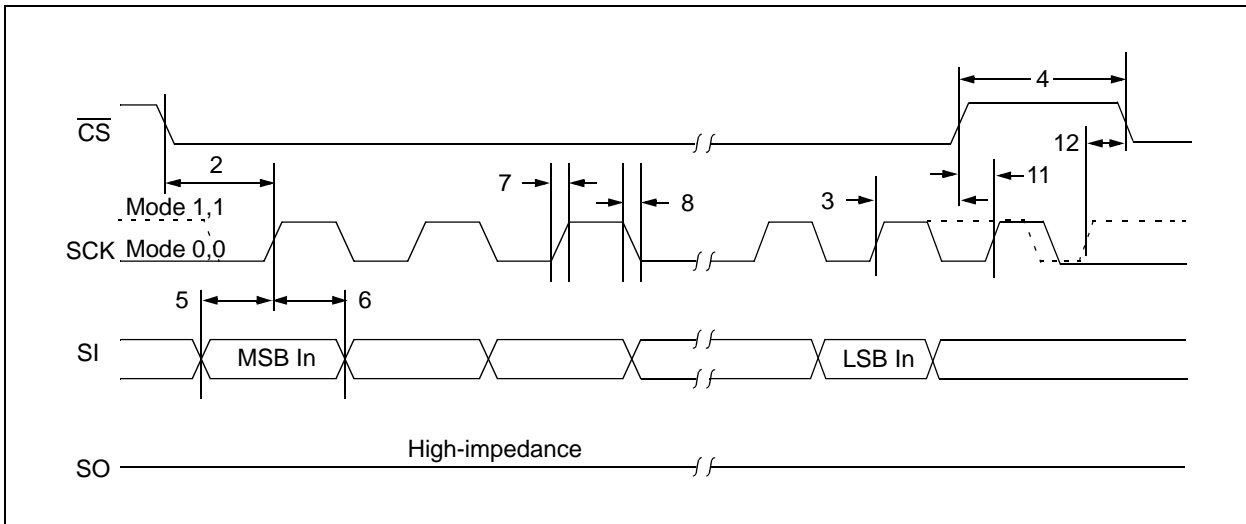 4
CS
12
2
11
7
8
3
Mode 1,1
SCK Mode 0,0
5
6
SI
MSB In
LSB In
High-impedance
SO